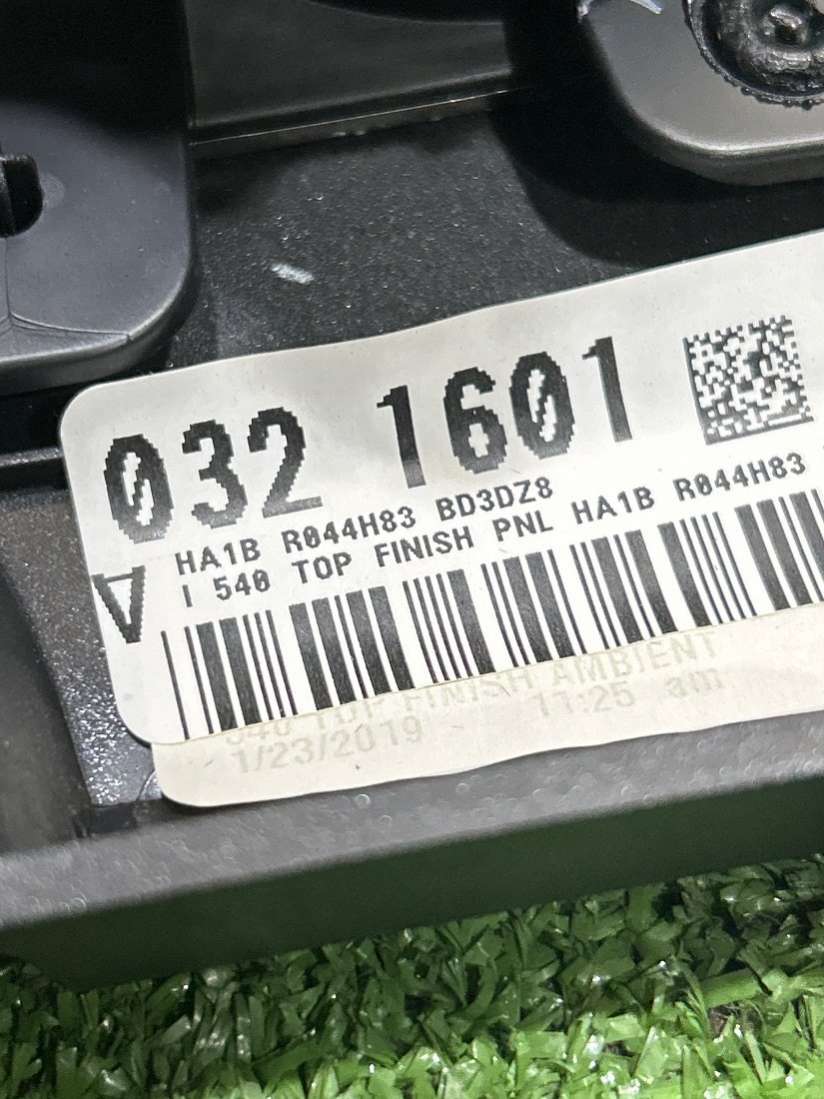 032 1601
HA1B R044H83 BD3DZ8
A I 540 TOP FINISH PNL HA1B R044H83
540 TOP FINISH AMBIENT
1/23/2019 11:25 am